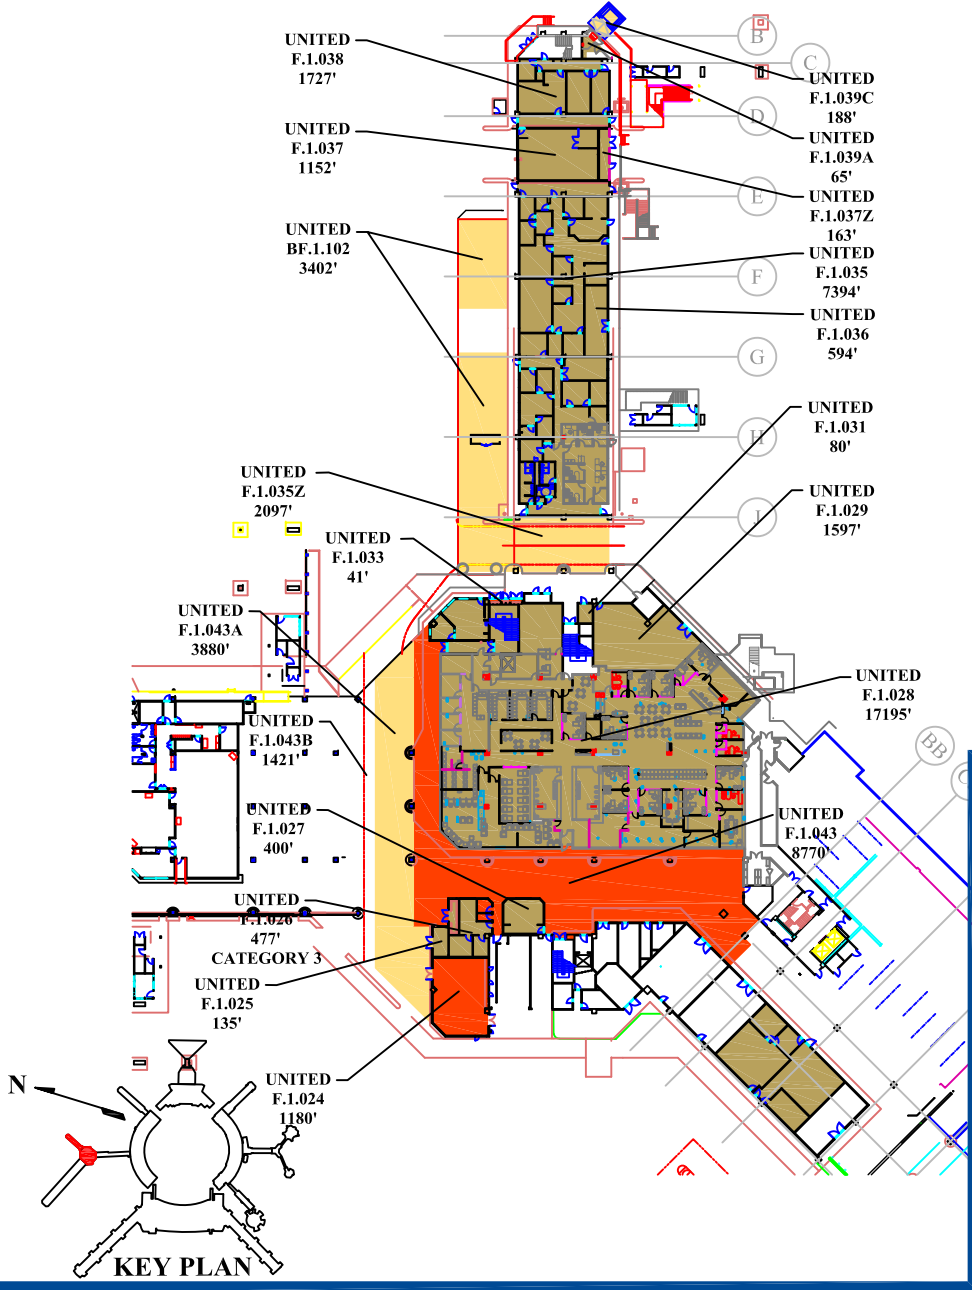 UNITED
F.1.038
1727'
UNITED
F.1.037
1152'
UNITED
BF.1.102
3402'
UNITED
F.1.035Z
2097'
UNITED
F.1.033
41'
UNITED
F.1.043A
3880'
UNITED
F.1.043B
1421'
UNITED
F.1.027
400'
UNITED
F.1.026
477'
CATEGORY 3
UNITED
F.1.025
135'
UNITED
F.1.024
1180'
B
C
UNITED
F.1.039C
188'
D
UNITED
F.1.039A
65'
E
UNITED
F.1.037Z
163'
UNITED
F.1.035
7394'
F
UNITED
F.1.036
594'
G
UNITED
F.1.031
80'
H
UNITED
F.1.029
1597'
J
UNITED
F.1.028
17195'
BB
C
UNITED
F.1.043
8770'
N
KEY PLAN